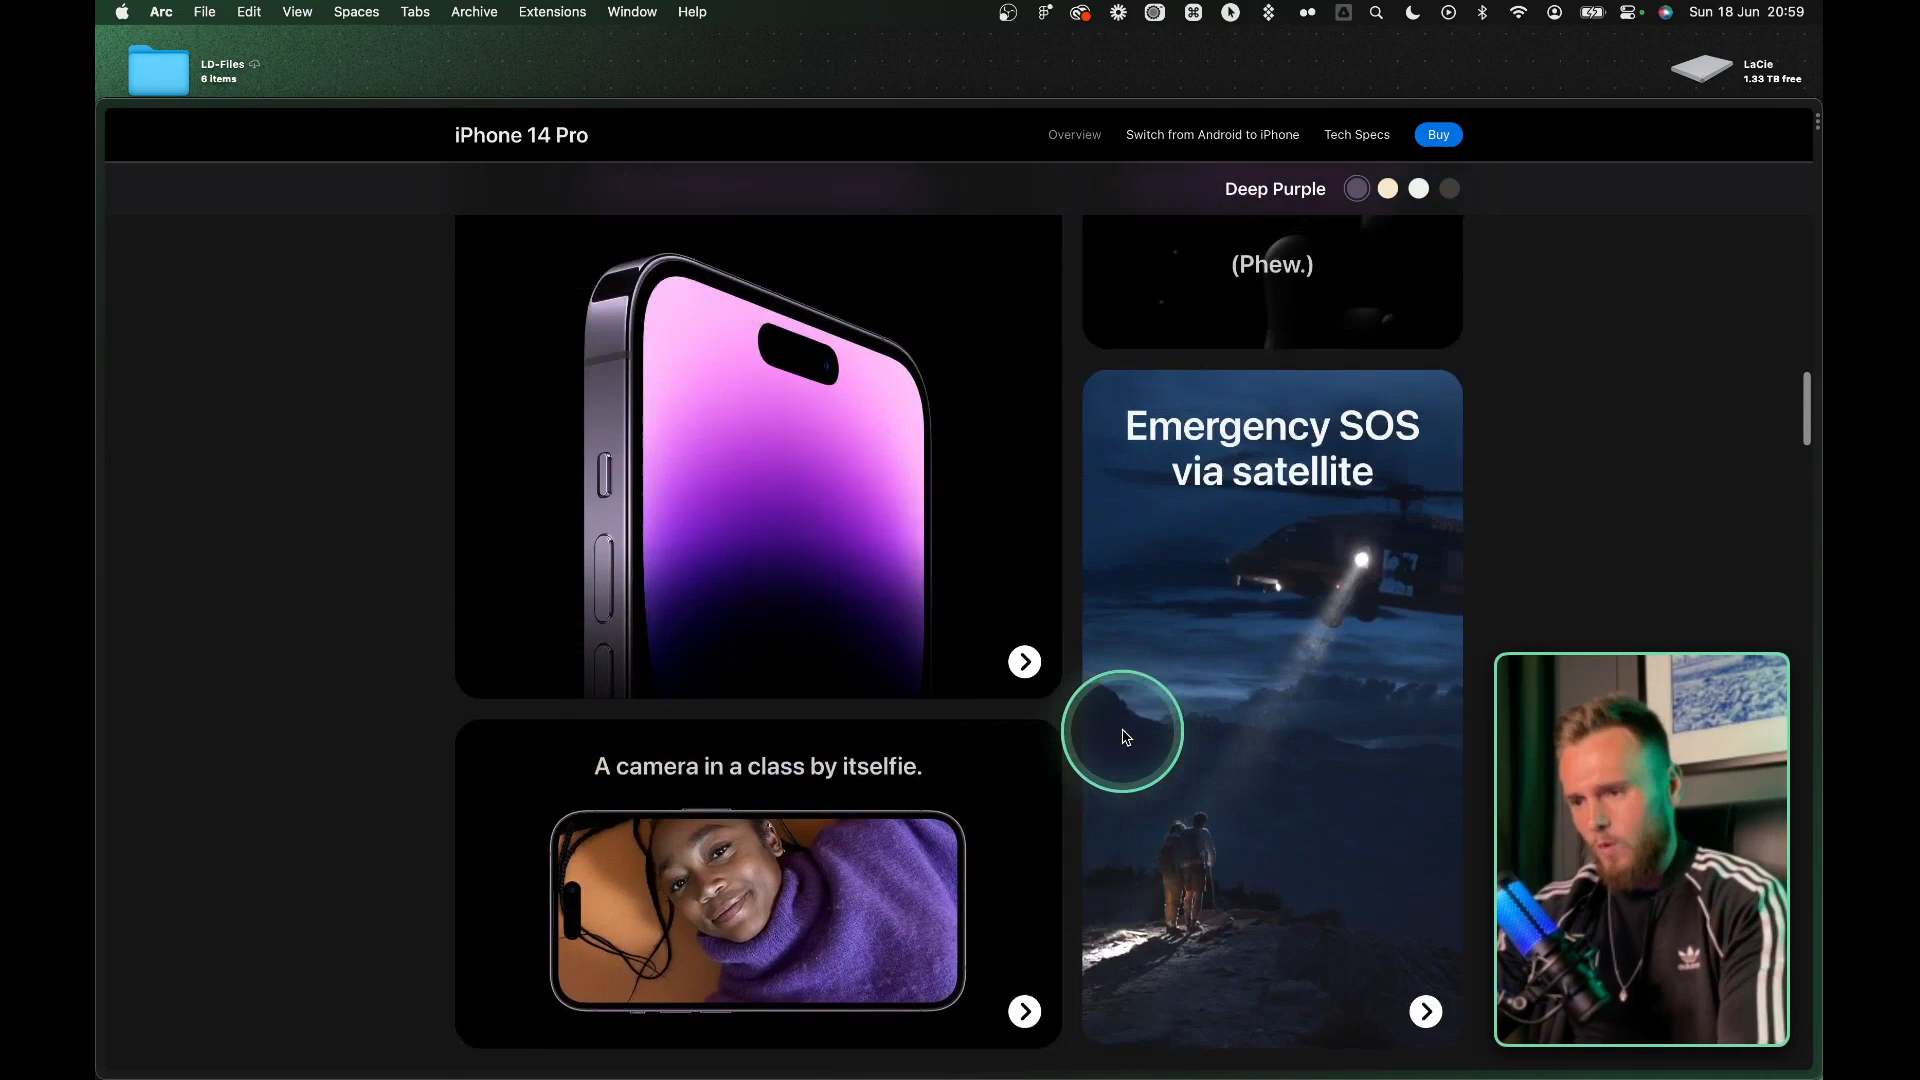 Arc File Edit View Spaces Tabs Archive Extensions Window Help
Sun 18 Jun 20:59
LD-Files
6 items
LaCie
1.33 TB free
iPhone 14 Pro
Overview Switch from Android to iPhone Tech Specs Buy
Deep Purple
(Phew.)
Emergency SOS
via satellite
A camera in a class by itselfie.